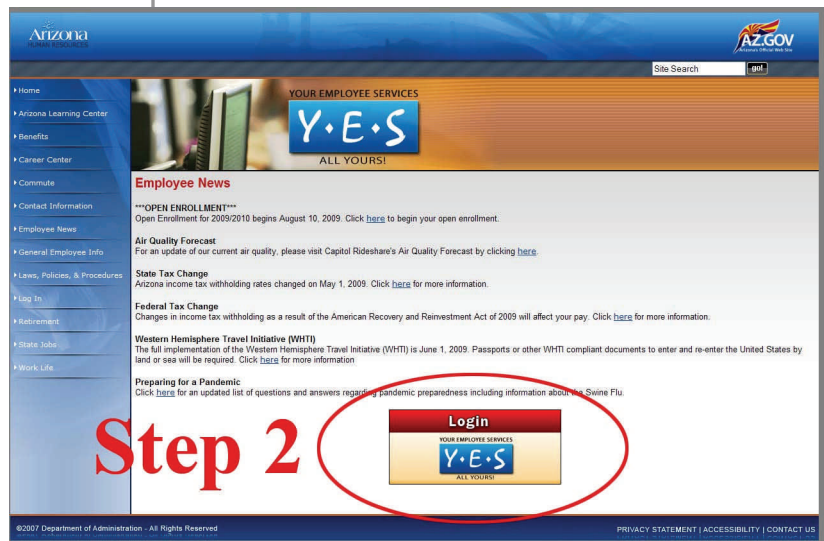 Arizona
HUMAN RESOURCES
AZ.GOV
Arizona's Official Web Site
Site Search
go!
Home
Arizona Learning Center
Benefits
Career Center
Commute
Contact Information
Employee News
General Employee Info
Laws, Policies, & Procedures
Log In
Retirement
State Jobs
Work Life
YOUR EMPLOYEE SERVICES
Y•E•S
ALL YOURS!
Employee News
***OPEN ENROLLMENT***
Open Enrollment for 2009/2010 begins August 10, 2009. Click here to begin your open enrollment.
Air Quality Forecast
For an update of our current air quality, please visit Capitol Rideshare's Air Quality Forecast by clicking here.
State Tax Change
Arizona income tax withholding rates changed on May 1, 2009. Click here for more information.
Federal Tax Change
Changes in income tax withholding as a result of the American Recovery and Reinvestment Act of 2009 will affect your pay. Click here for more information.
Western Hemisphere Travel Initiative (WHTI)
The full implementation of the Western Hemisphere Travel Initiative (WHTI) is June 1, 2009. Passports or other WHTI compliant documents to enter and re-enter the United States by
land or sea will be required. Click here for more information
Preparing for a Pandemic
Click here for an updated list of questions and answers regarding pandemic preparedness including information about the Swine Flu.
Step 2
Login
YOUR EMPLOYEE SERVICES
Y•E•S
ALL YOURS!
©2007 Department of Administration - All Rights Reserved
PRIVACY STATEMENT | ACCESSIBILITY | CONTACT US